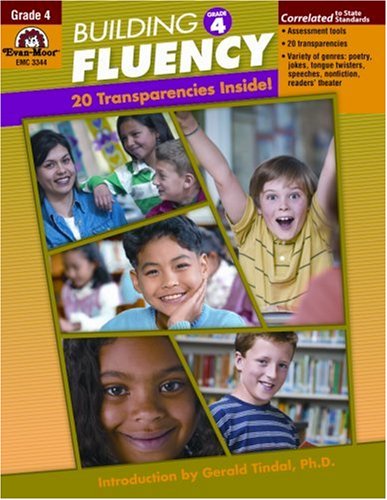 Grade 4
Evan-Moor®
EMC 3344
BUILDING
GRADE
4
FLUENCY
20 Transparencies Inside!
Correlated to State
Standards
• Assessment tools
• 20 transparencies
• Variety of genres: poetry,
jokes, tongue twisters,
speeches, nonfiction,
readers' theater
Introduction by Gerald Tindal, Ph.D.